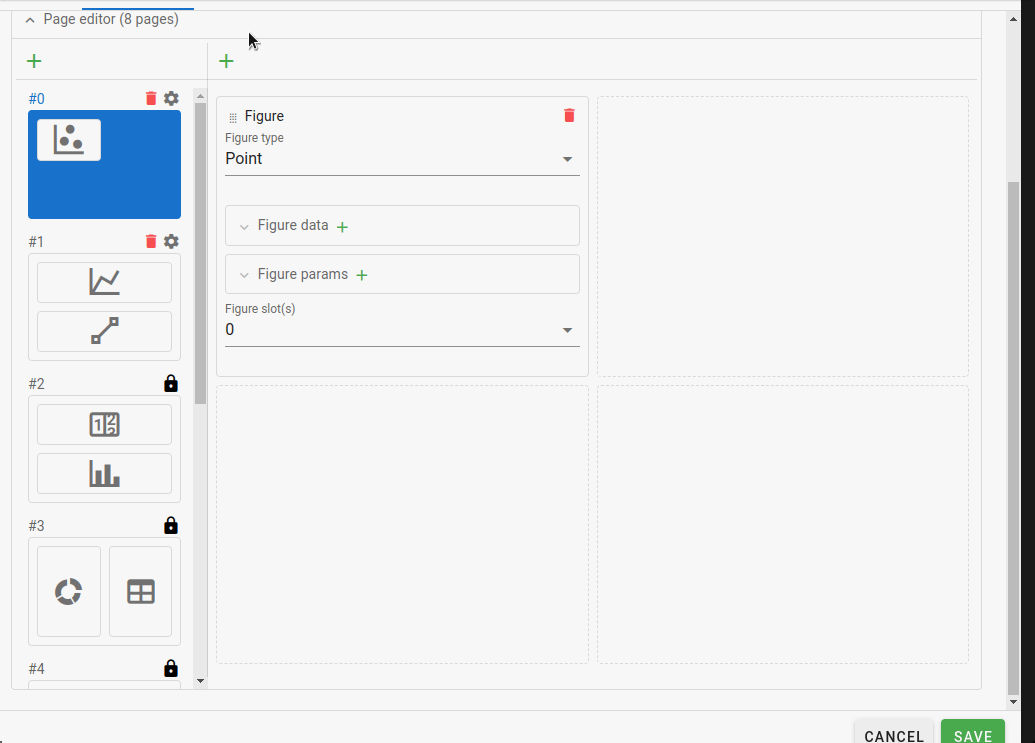 Page editor (8 pages)
#0
Figure
Figure type
Point
Figure data
Figure params
Figure slot(s)
0
#1
#2
#3
#4
CANCEL
SAVE